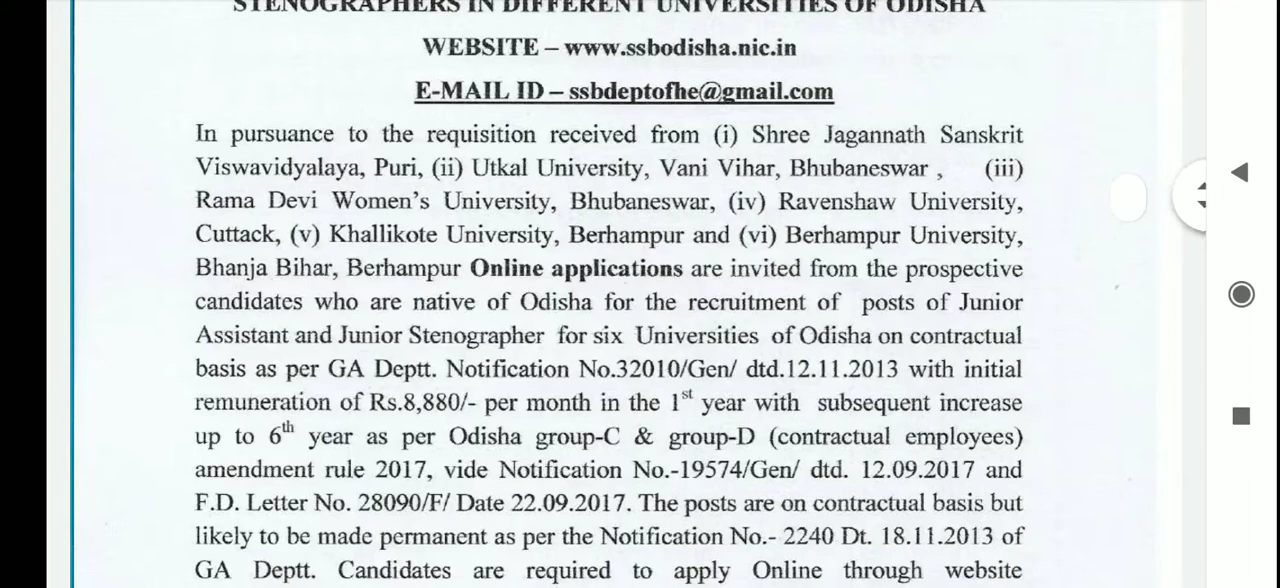 STENOGRAPHERS IN DIFFERENT UNIVERSITIES OF ODISHA
WEBSITE – www.ssbodisha.nic.in
E-MAIL ID – ssbdeptofhe@gmail.com
In pursuance to the requisition received from (i) Shree Jagannath Sanskrit
Viswavidyalaya, Puri, (ii) Utkal University, Vani Vihar, Bhubaneswar , (iii)
Rama Devi Women's University, Bhubaneswar, (iv) Ravenshaw University,
Cuttack, (v) Khallikote University, Berhampur and (vi) Berhampur University,
Bhanja Bihar, Berhampur Online applications are invited from the prospective
candidates who are native of Odisha for the recruitment of posts of Junior
Assistant and Junior Stenographer for six Universities of Odisha on contractual
basis as per GA Deptt. Notification No.32010/Gen/ dtd.12.11.2013 with initial
remuneration of Rs.8,880/- per month in the 1st year with subsequent increase
up to 6th year as per Odisha group-C & group-D (contractual employees)
amendment rule 2017, vide Notification No.-19574/Gen/ dtd. 12.09.2017 and
F.D. Letter No. 28090/F/ Date 22.09.2017. The posts are on contractual basis but
likely to be made permanent as per the Notification No.- 2240 Dt. 18.11.2013 of
GA Deptt. Candidates are required to apply Online through website